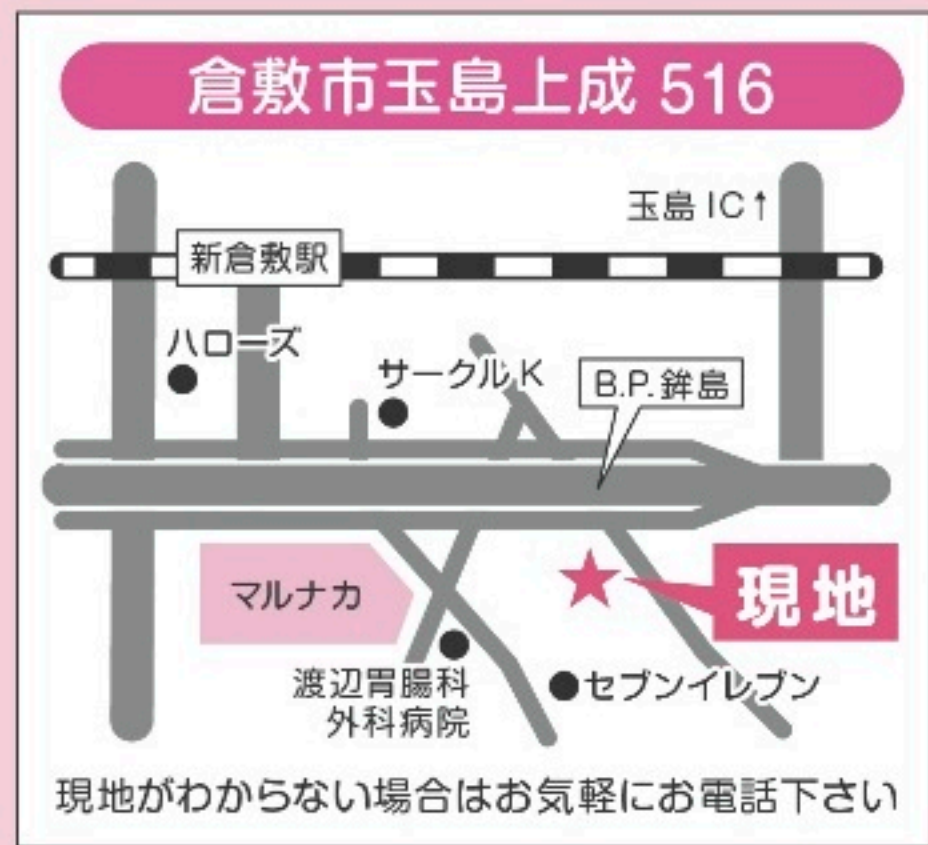 倉敷市玉島上成 516
玉島 IC↑
新倉敷駅
ハローズ
サークル K
B.P.鉾島
マルナカ
現地
渡辺胃腸科
外科病院
セブンイレブン
現地がわからない場合はお気軽にお電話下さい